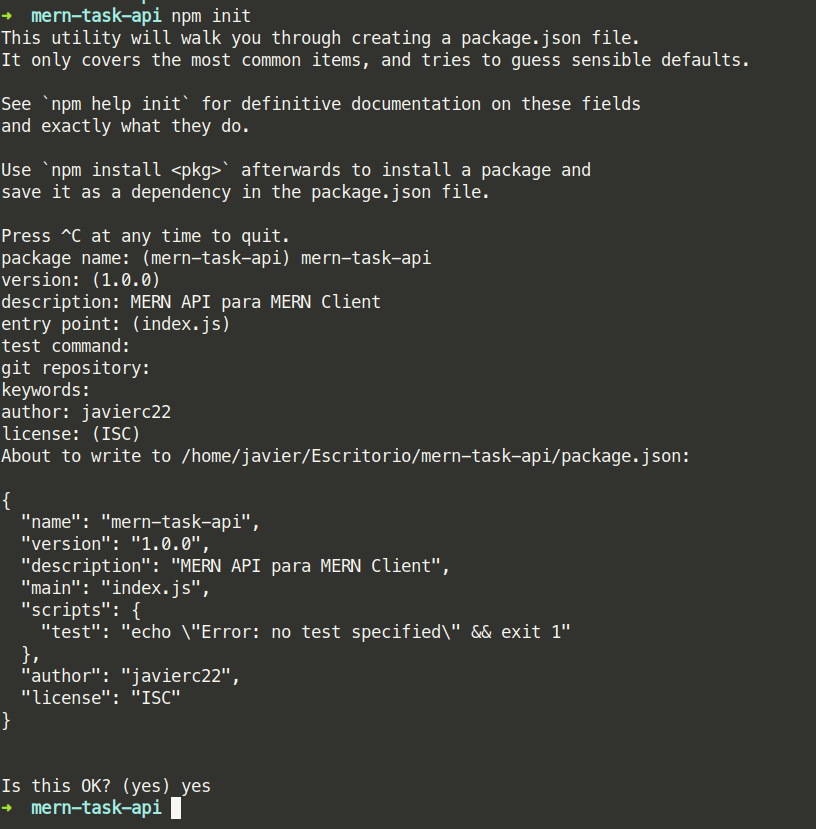 ➜  mern-task-api npm init
This utility will walk you through creating a package.json file.
It only covers the most common items, and tries to guess sensible defaults.

See `npm help init` for definitive documentation on these fields
and exactly what they do.

Use `npm install <pkg>` afterwards to install a package and
save it as a dependency in the package.json file.

Press ^C at any time to quit.
package name: (mern-task-api) mern-task-api
version: (1.0.0)
description: MERN API para MERN Client
entry point: (index.js)
test command:
git repository:
keywords:
author: javierc22
license: (ISC)
About to write to /home/javier/Escritorio/mern-task-api/package.json:

{
  "name": "mern-task-api",
  "version": "1.0.0",
  "description": "MERN API para MERN Client",
  "main": "index.js",
  "scripts": {
    "test": "echo \"Error: no test specified\" && exit 1"
  },
  "author": "javierc22",
  "license": "ISC"
}


Is this OK? (yes) yes
➜  mern-task-api